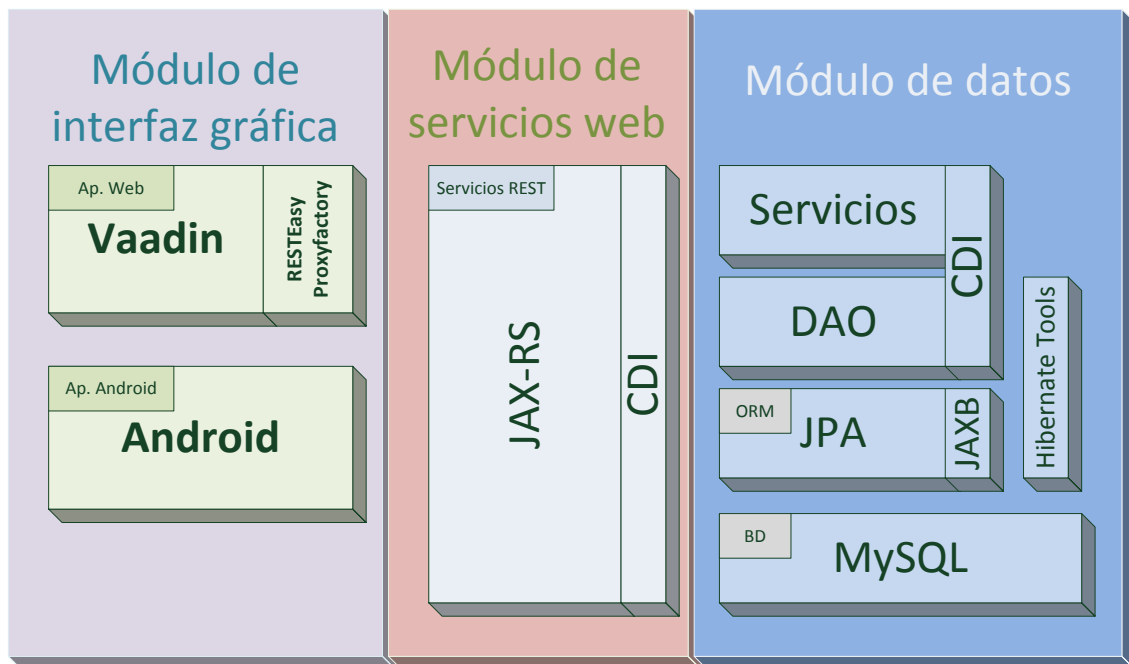 Módulo de
interfaz gráfica
Ap. Web
Vaadin
RESTEasy
Proxyfactory
Ap. Android
Android
Módulo de
servicios web
Servicios REST
JAX-RS
CDI
Módulo de datos
Servicios
DAO
CDI
ORM
JPA
JAXB
Hibernate Tools
BD
MySQL